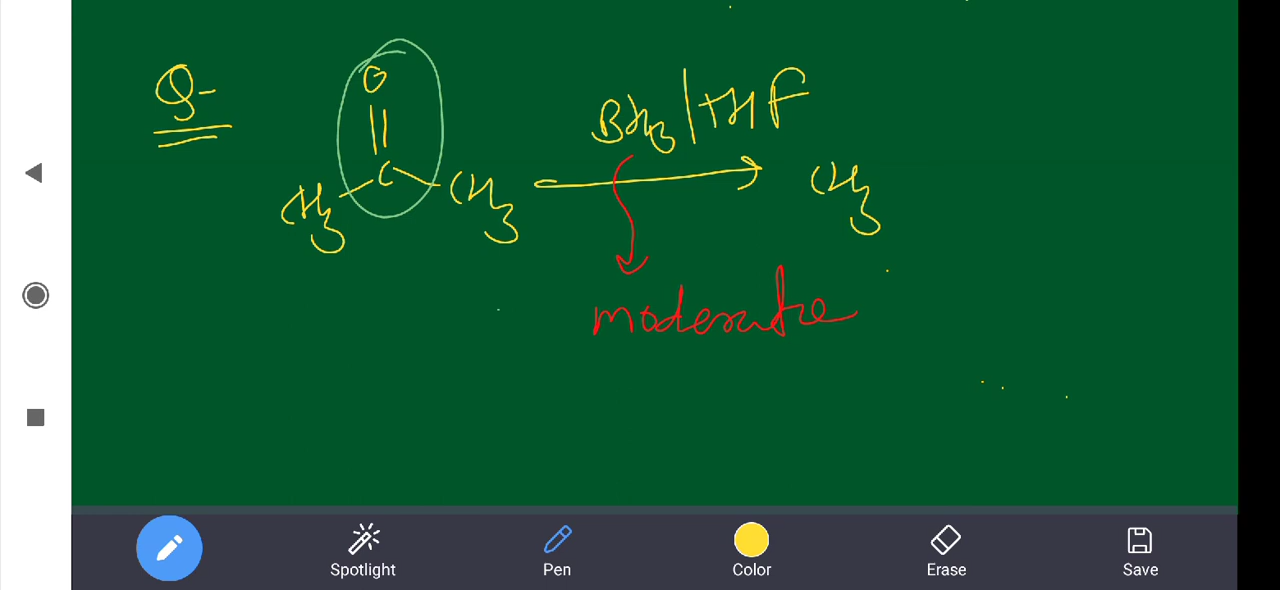 Q-
O
||
C
CH3 CH3
BH3/THF
CH3
moderate
Spotlight Pen Color Erase Save